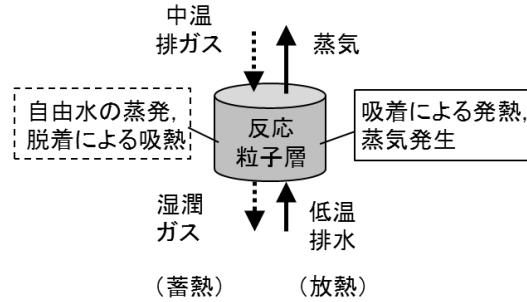 中温
排ガス
蒸気
自由水の蒸発,
脱着による吸熱
反応
粒子層
吸着による発熱,
蒸気発生
湿潤
ガス
低温
排水
（蓄熱）
（放熱）